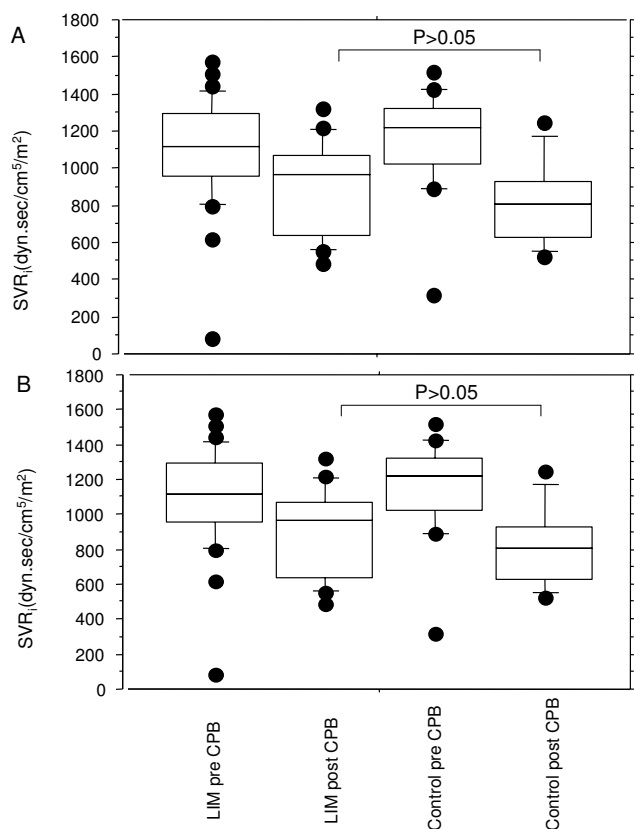 A
1800
1600
1400
1200
1000
800
600
400
200
0
SVRi(dyn.sec/cm⁵/m²)
P>0.05
B
1800
1600
1400
1200
1000
800
600
400
200
0
SVRi(dyn.sec/cm⁵/m²)
P>0.05
LIM pre CPB
LIM post CPB
Control pre CPB
Control post CPB